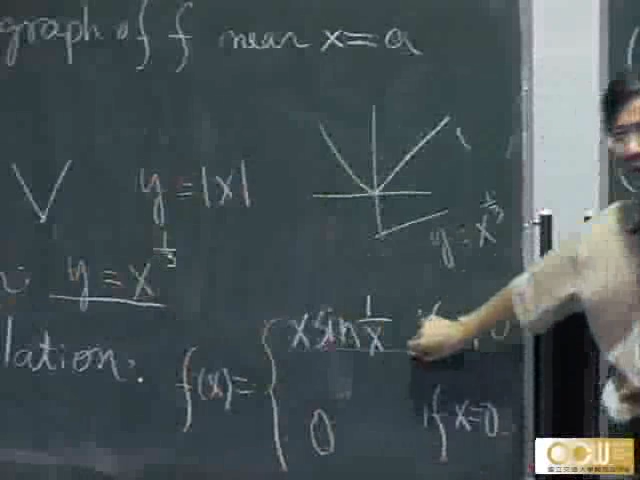 graph of f near x=a
y=|x|
y=x^{1/3}
y=x^{1/3}
lation:
f(x)={ x sin 1/x
0 if x=0
OCW